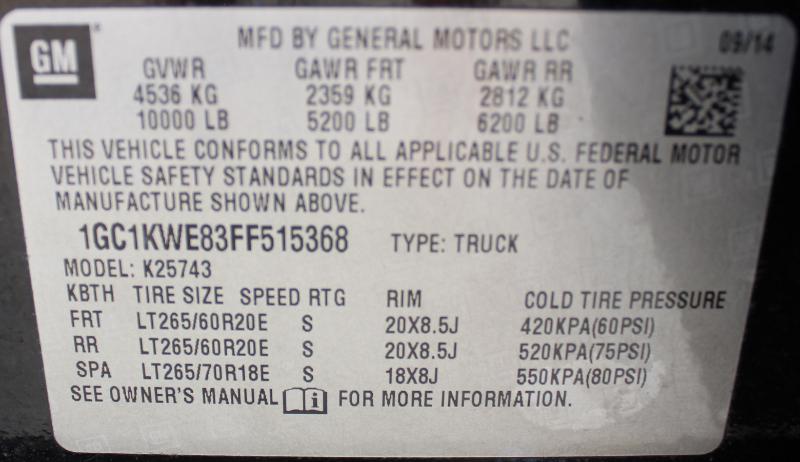 GM
MFD BY GENERAL MOTORS LLC 09/14
GVWR GAWR FRT GAWR RR
4536 KG 2359 KG 2812 KG
10000 LB 5200 LB 6200 LB
THIS VEHICLE CONFORMS TO ALL APPLICABLE U.S. FEDERAL MOTOR
VEHICLE SAFETY STANDARDS IN EFFECT ON THE DATE OF
MANUFACTURE SHOWN ABOVE.
1GC1KWE83FF515368 TYPE: TRUCK
MODEL: K25743
KBTH TIRE SIZE SPEED RTG RIM COLD TIRE PRESSURE
FRT LT265/60R20E S 20X8.5J 420KPA(60PSI)
RR LT265/60R20E S 20X8.5J 520KPA(75PSI)
SPA LT265/70R18E S 18X8J 550KPA(80PSI)
SEE OWNER'S MANUAL i FOR MORE INFORMATION.